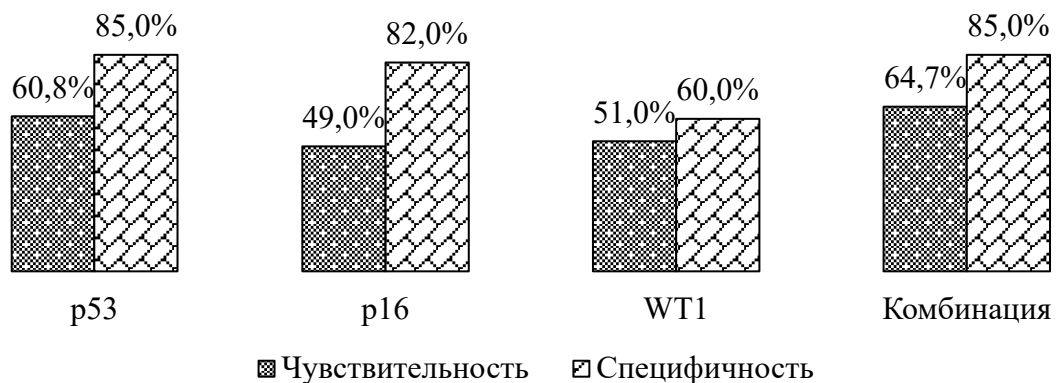 85,0%
60,8%
82,0%
49,0%
51,0%
60,0%
85,0%
64,7%
p53
p16
WT1
Комбинация
Чувствительность
Специфичность